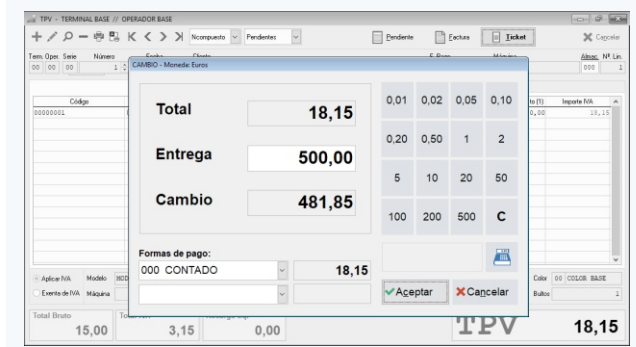 TPV - TERMINAL BASE // OPERADOR BASE
Ncompuesto Pendientes Pendiente Factura Ticket Cancelar
Term. Oper. Serie Número Fecha Cliente F. Pago Máquina Almac. Nº Lin.
00 00 00 1 000 1
CAMBIO - Moneda: Euros
Código Importe IVA
00000001 18,15
Total 18,15
Entrega 500,00
Cambio 481,85
0,01 0,02 0,05 0,10
0,20 0,50 1 2
5 10 20 50
100 200 500 C
Formas de pago:
000 CONTADO 18,15
Aceptar Cancelar
Aplicar IVA Modelo Color 00 COLOR BASE
Exento de IVA Máquina Bultos 1
Total Bruto
15,00 3,15 0,00 TPV 18,15